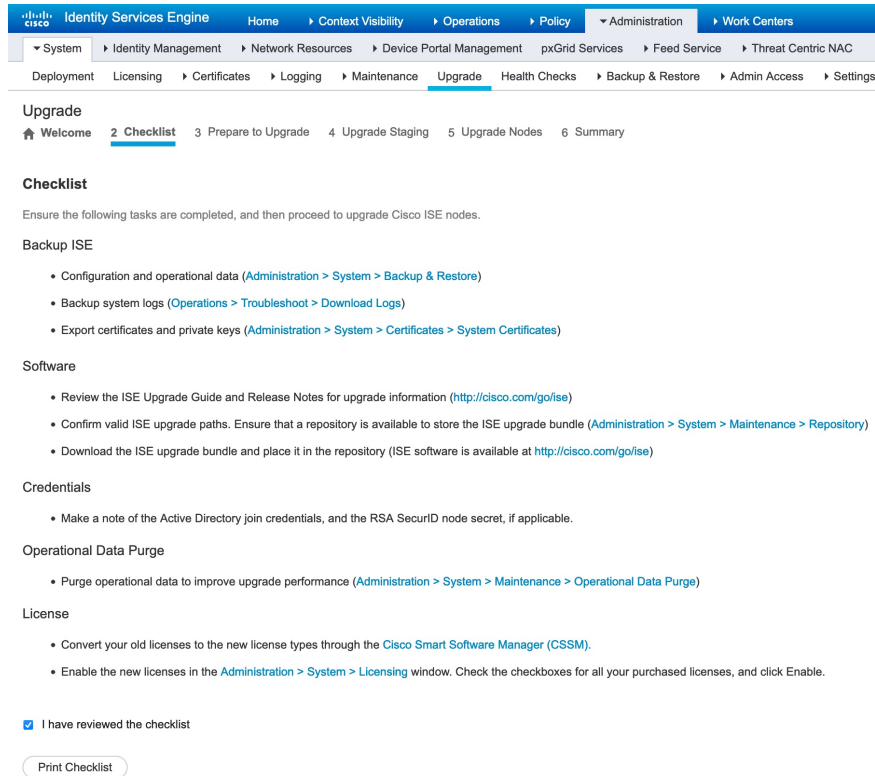 cisco Identity Services Engine Home Context Visibility Operations Policy Administration Work Centers
System Identity Management Network Resources Device Portal Management pxGrid Services Feed Service Threat Centric NAC
Deployment Licensing Certificates Logging Maintenance Upgrade Health Checks Backup & Restore Admin Access Settings
Upgrade
Welcome 2 Checklist 3 Prepare to Upgrade 4 Upgrade Staging 5 Upgrade Nodes 6 Summary
Checklist
Ensure the following tasks are completed, and then proceed to upgrade Cisco ISE nodes.
Backup ISE
• Configuration and operational data (Administration > System > Backup & Restore)
• Backup system logs (Operations > Troubleshoot > Download Logs)
• Export certificates and private keys (Administration > System > Certificates > System Certificates)
Software
• Review the ISE Upgrade Guide and Release Notes for upgrade information (http://cisco.com/go/ise)
• Confirm valid ISE upgrade paths. Ensure that a repository is available to store the ISE upgrade bundle (Administration > System > Maintenance > Repository)
• Download the ISE upgrade bundle and place it in the repository (ISE software is available at http://cisco.com/go/ise)
Credentials
• Make a note of the Active Directory join credentials, and the RSA SecurID node secret, if applicable.
Operational Data Purge
• Purge operational data to improve upgrade performance (Administration > System > Maintenance > Operational Data Purge)
License
• Convert your old licenses to the new license types through the Cisco Smart Software Manager (CSSM).
• Enable the new licenses in the Administration > System > Licensing window. Check the checkboxes for all your purchased licenses, and click Enable.
I have reviewed the checklist
Print Checklist